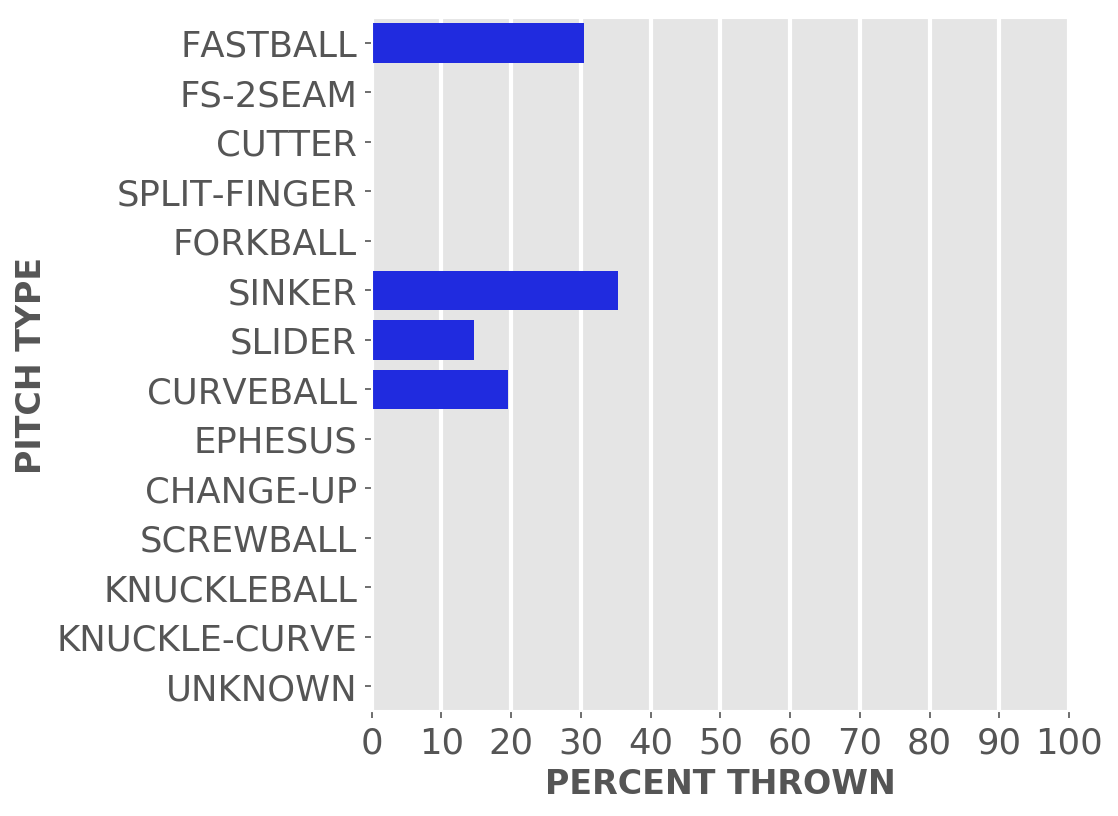 FASTBALL
FS-2SEAM
CUTTER
SPLIT-FINGER
FORKBALL
SINKER
SLIDER
CURVEBALL
EPHESUS
CHANGE-UP
SCREWBALL
KNUCKLEBALL
KNUCKLE-CURVE
UNKNOWN
PITCH TYPE
0 10 20 30 40 50 60 70 80 90 100
PERCENT THROWN